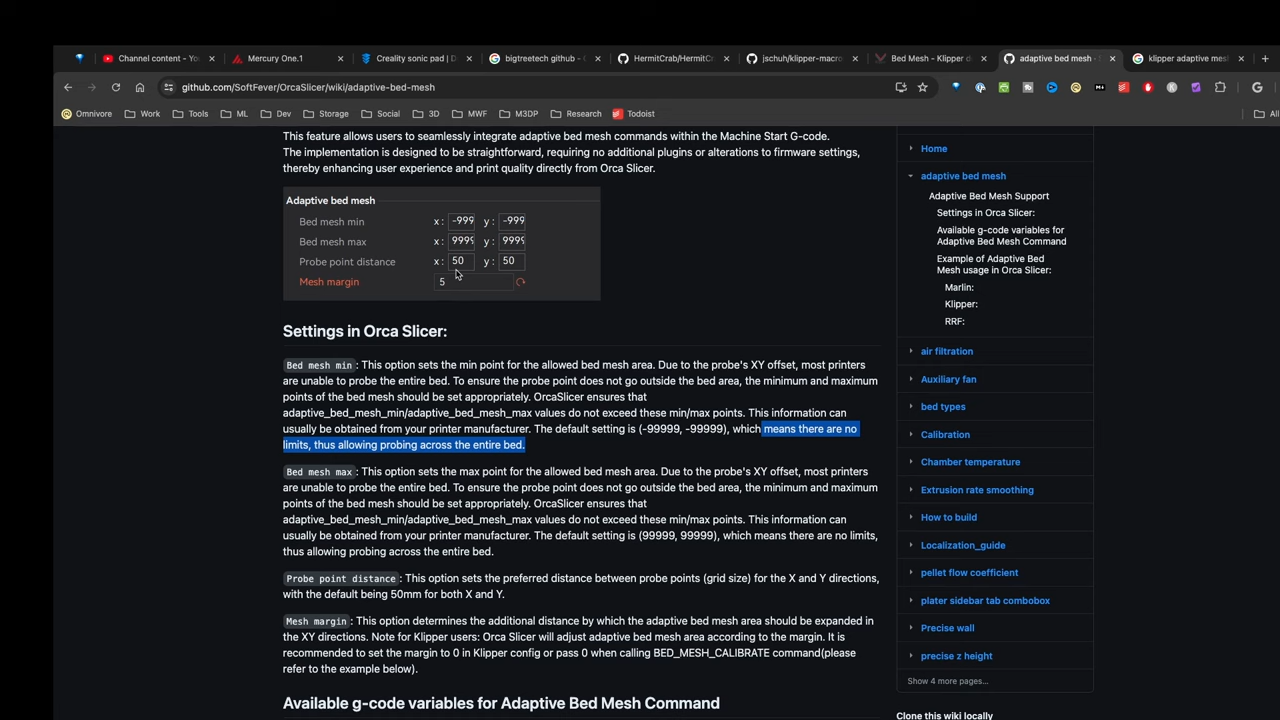 Channel content - Yo
Mercury One.1
Creality sonic pad | D
bigtreetech github - G
HermitCrab/HermitC
jschuh/klipper-macro
Bed Mesh - Klipper d
adaptive bed mesh -
klipper adaptive mes
github.com/SoftFever/OrcaSlicer/wiki/adaptive-bed-mesh
Omnivore Work Tools ML Dev Storage Social 3D MWF M3DP Research Todoist All
This feature allows users to seamlessly integrate adaptive bed mesh commands within the Machine Start G-code.
The implementation is designed to be straightforward, requiring no additional plugins or alterations to firmware settings,
thereby enhancing user experience and print quality directly from Orca Slicer.
Adaptive bed mesh
Bed mesh min x: -999 y: -999
Bed mesh max x: 9999 y: 9999
Probe point distance x: 50 y: 50
Mesh margin 5
Settings in Orca Slicer:
Bed mesh min: This option sets the min point for the allowed bed mesh area. Due to the probe's XY offset, most printers
are unable to probe the entire bed. To ensure the probe point does not go outside the bed area, the minimum and maximum
points of the bed mesh should be set appropriately. OrcaSlicer ensures that
adaptive_bed_mesh_min/adaptive_bed_mesh_max values do not exceed these min/max points. This information can
usually be obtained from your printer manufacturer. The default setting is (-99999, -99999), which means there are no
limits, thus allowing probing across the entire bed.
Bed mesh max: This option sets the max point for the allowed bed mesh area. Due to the probe's XY offset, most printers
are unable to probe the entire bed. To ensure the probe point does not go outside the bed area, the minimum and maximum
points of the bed mesh should be set appropriately. OrcaSlicer ensures that
adaptive_bed_mesh_min/adaptive_bed_mesh_max values do not exceed these min/max points. This information can
usually be obtained from your printer manufacturer. The default setting is (99999, 99999), which means there are no limits,
thus allowing probing across the entire bed.
Probe point distance: This option sets the preferred distance between probe points (grid size) for the X and Y directions,
with the default being 50mm for both X and Y.
Mesh margin: This option determines the additional distance by which the adaptive bed mesh area should be expanded in
the XY directions. Note for Klipper users: Orca Slicer will adjust adaptive bed mesh area according to the margin. It is
recommended to set the margin to 0 in Klipper config or pass 0 when calling BED_MESH_CALIBRATE command(please
refer to the example below).
Available g-code variables for Adaptive Bed Mesh Command
Home
adaptive bed mesh
Adaptive Bed Mesh Support
Settings in Orca Slicer:
Available g-code variables for
Adaptive Bed Mesh Command
Example of Adaptive Bed
Mesh usage in Orca Slicer:
Marlin:
Klipper:
RRF:
air filtration
Auxiliary fan
bed types
Calibration
Chamber temperature
Extrusion rate smoothing
How to build
Localization_guide
pellet flow coefficient
plater sidebar tab combobox
Precise wall
precise z height
Show 4 more pages...
Clone this wiki locally